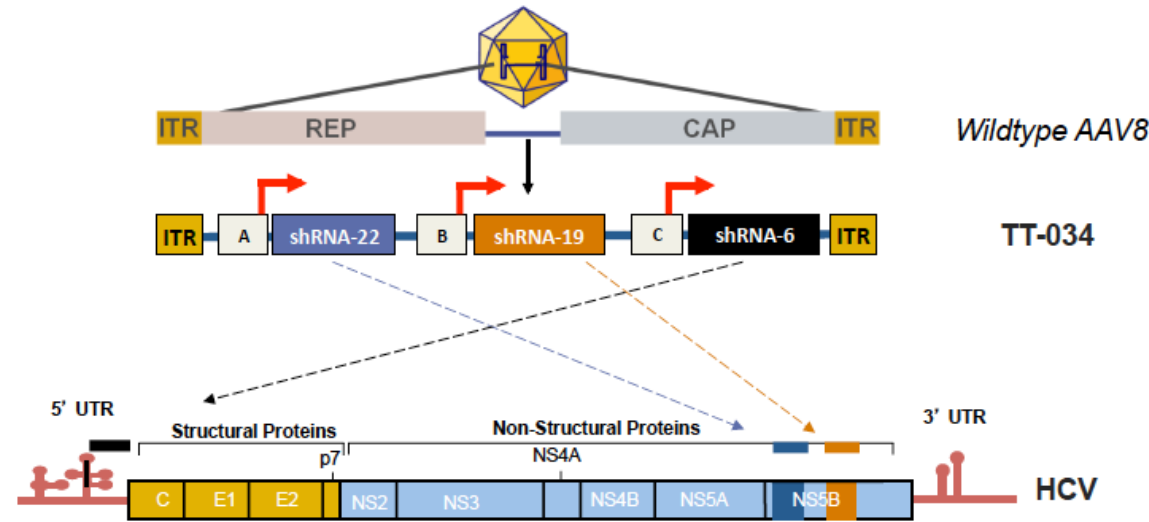 ITR REP CAP ITR Wildtype AAV8
ITR A shRNA-22 B shRNA-19 C shRNA-6 ITR TT-034
5' UTR 3' UTR
Structural Proteins Non-Structural Proteins
p7 NS4A
C E1 E2 NS2 NS3 NS4B NS5A NS5B HCV